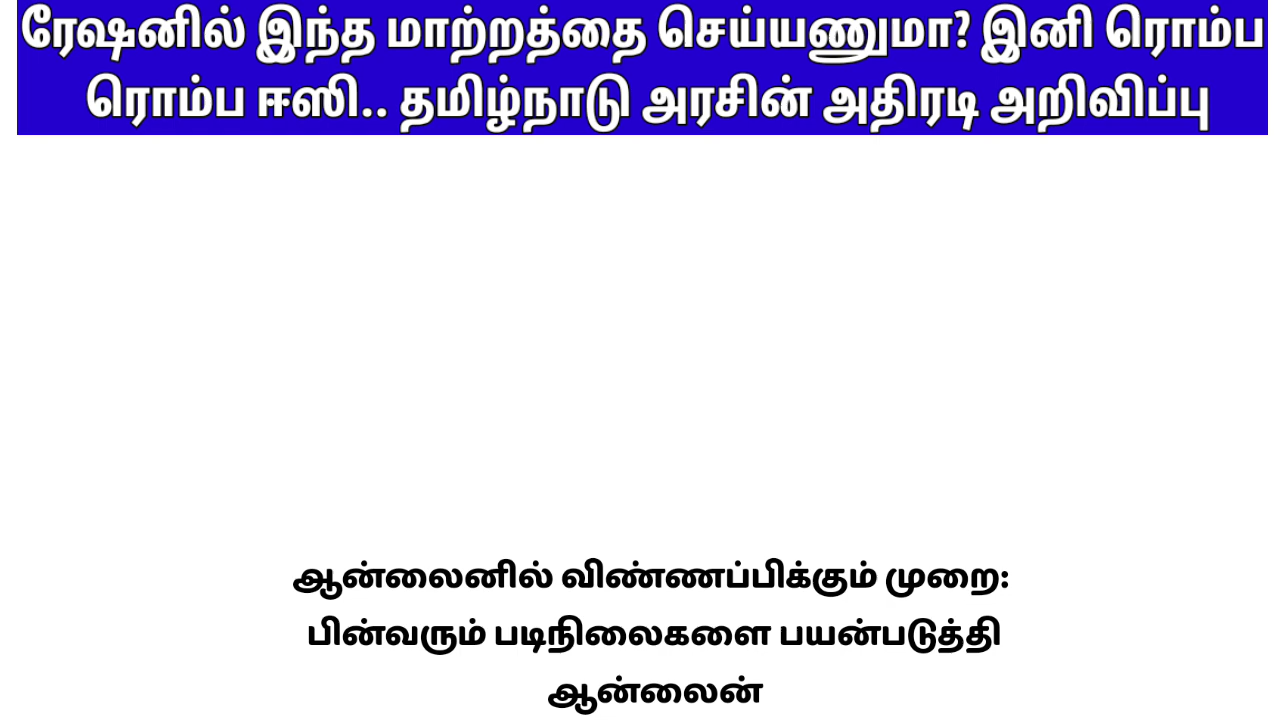 ரேஷனில் இந்த மாற்றத்தை செய்யணுமா? இனி ரொம்ப
ரொம்ப ஈஸி.. தமிழ்நாடு அரசின் அதிரடி அறிவிப்பு
ஆன்லைனில் விண்ணப்பிக்கும் முறை:
பின்வரும் படிநிலைகளை பயன்படுத்தி
ஆன்லைன்